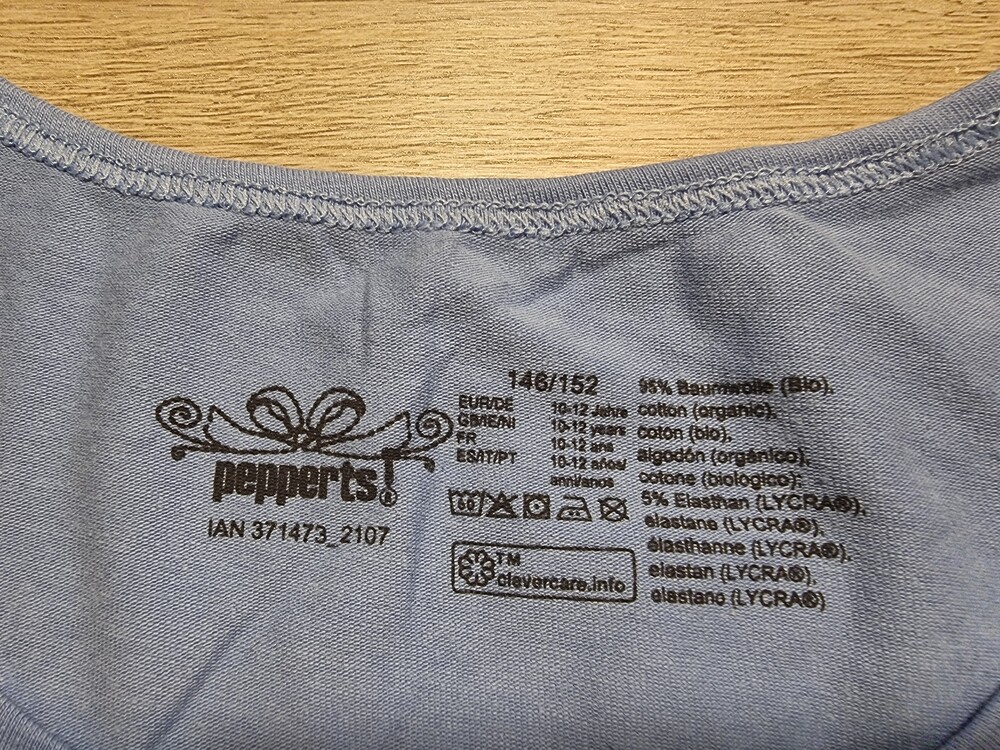 pepperts!
IAN 371473_2107
146/152
EUR/DE 10-12 Jahre
GB/IE/NI 10-12 years
FR 10-12 ans
ES/IT/PT 10-12 años/
anni/anos
60
TM
clevercare.info
95% Baumwolle (Bio),
cotton (organic),
coton (bio),
algodón (orgánico),
cotone (biologico);
5% Elasthan (LYCRA®),
elastane (LYCRA®),
élasthanne (LYCRA®),
elastan (LYCRA®),
elastano (LYCRA®)